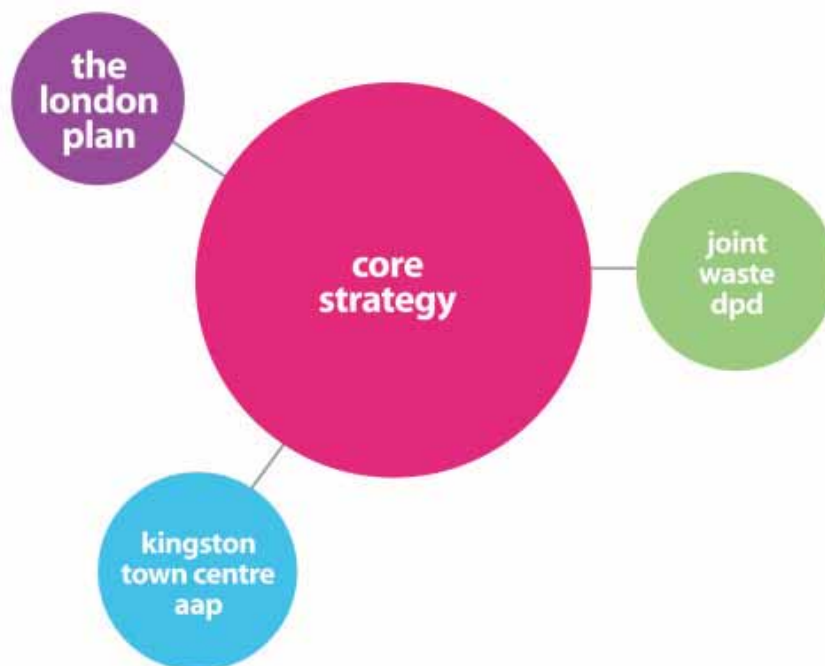 the
london
plan
core
strategy
joint
waste
dpd
kingston
town centre
aap